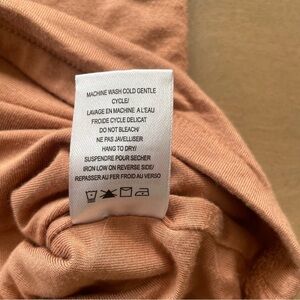 MACHINE WASH COLD GENTLE
CYCLE/
LAVAGE EN MACHINE A L'EAU
FROIDE CYCLE DELICAT
DO NOT BLEACH/
NE PAS JAVELLISER
HANG TO DRY/
SUSPENDRE POUR SECHER
IRON LOW ON REVERSE SIDE/
REPASSER AU FER FROID AU VERSO